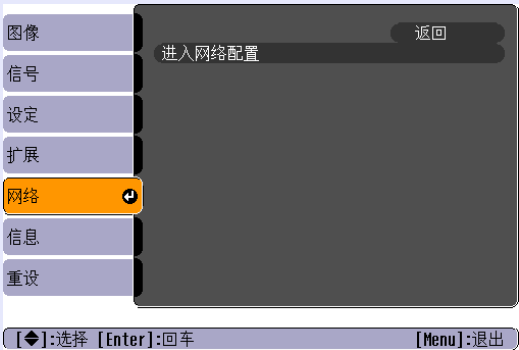 图像
信号
设定
扩展
网络
信息
重设
返回
进入网络配置
[◆]:选择 [Enter]:回车
[Menu]:退出